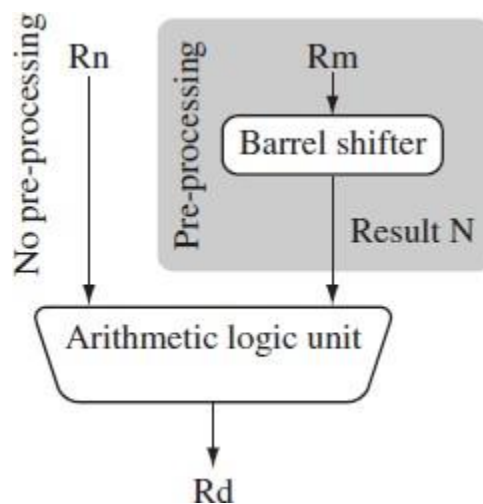 No pre-processing
Rn
Pre-processing
Rm
Barrel shifter
Result N
Arithmetic logic unit
Rd